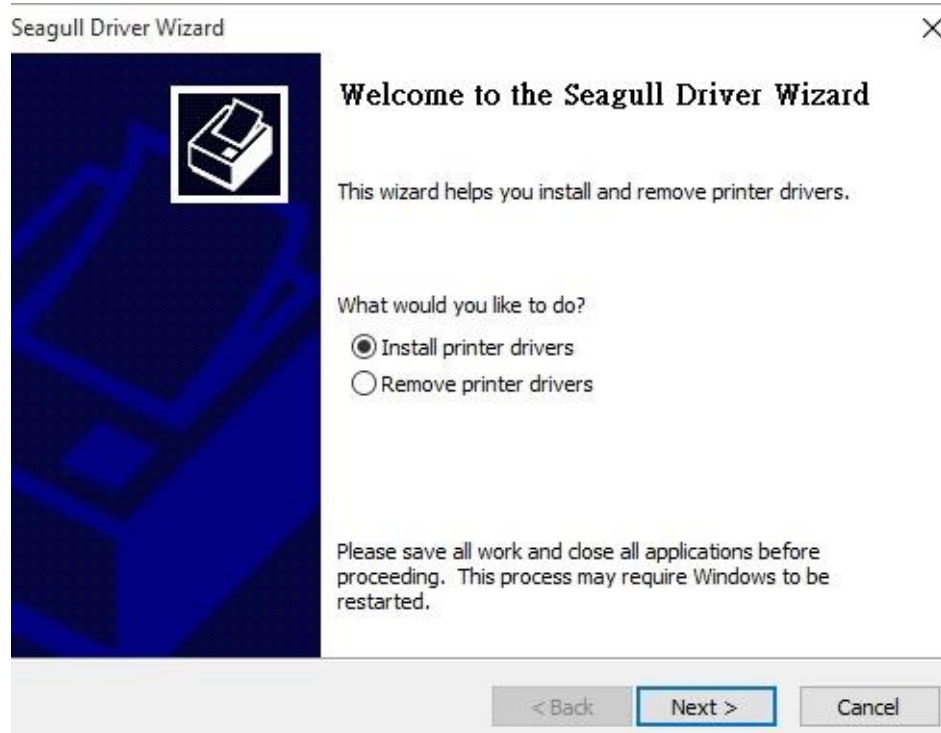 Seagull Driver Wizard
Welcome to the Seagull Driver Wizard
This wizard helps you install and remove printer drivers.
What would you like to do?
Install printer drivers
Remove printer drivers
Please save all work and close all applications before
proceeding.  This process may require Windows to be
restarted.
< Back Next > Cancel